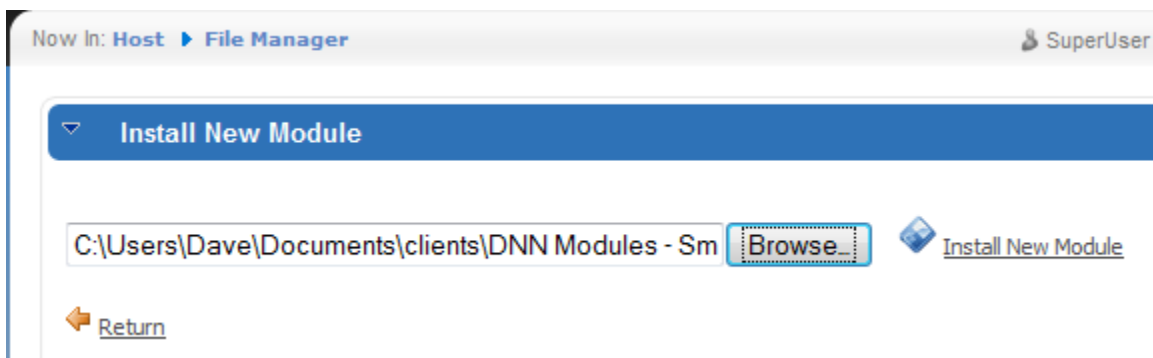 Now In: Host File Manager SuperUser
Install New Module
C:\Users\Dave\Documents\clients\DNN Modules - Sm Browse... Install New Module
Return